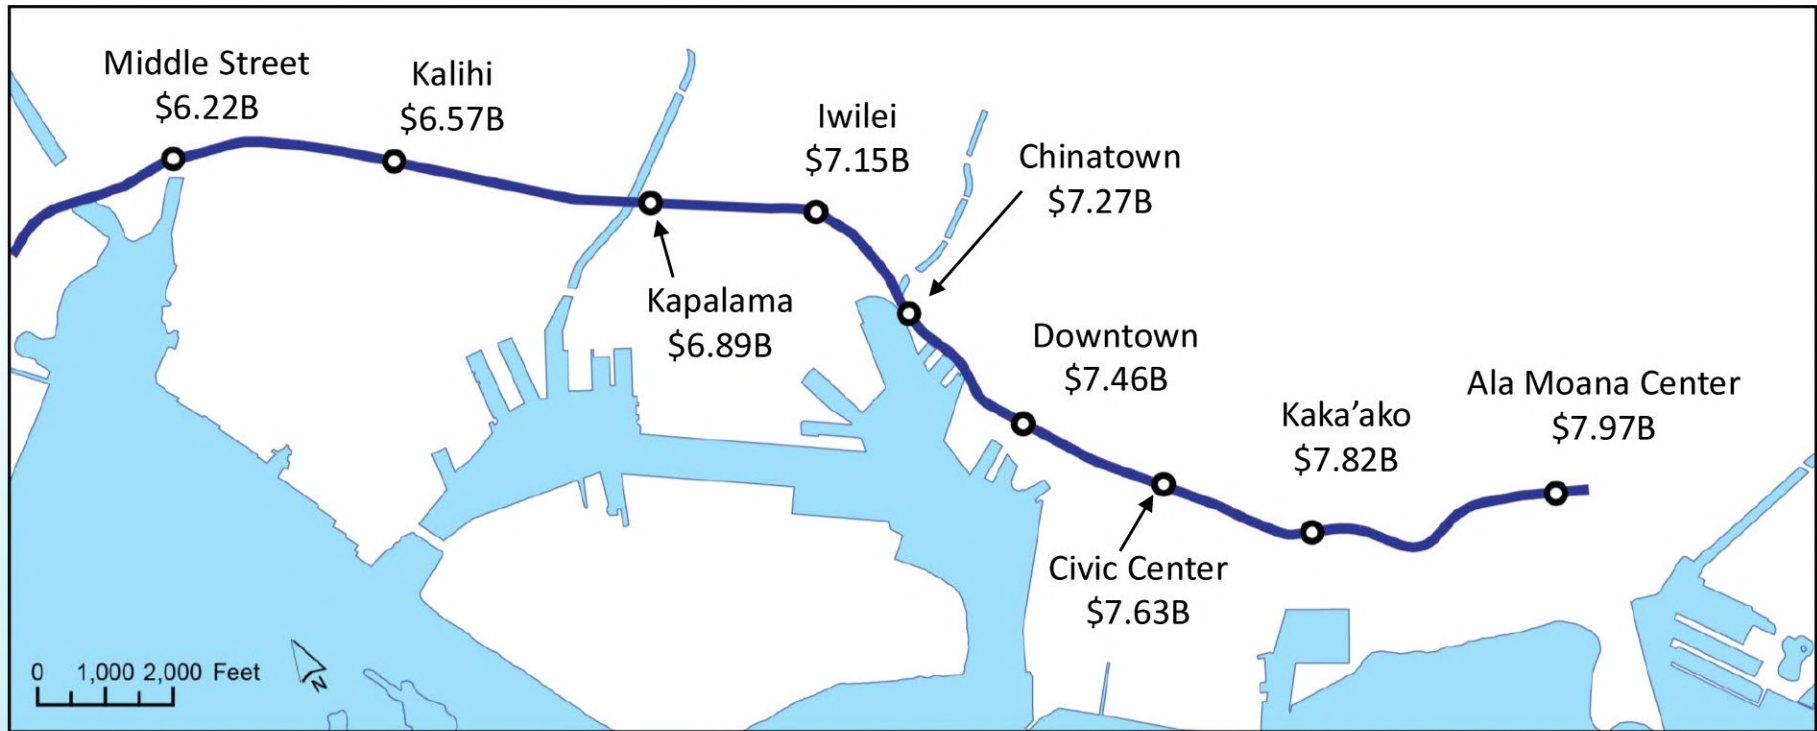 Middle Street
$6.22B
Kalihi
$6.57B
Iwilei
$7.15B
Chinatown
$7.27B
Kapalama
$6.89B
Downtown
$7.46B
Ala Moana Center
$7.97B
Kaka’ako
$7.82B
Civic Center
$7.63B
0 1,000 2,000 Feet
N